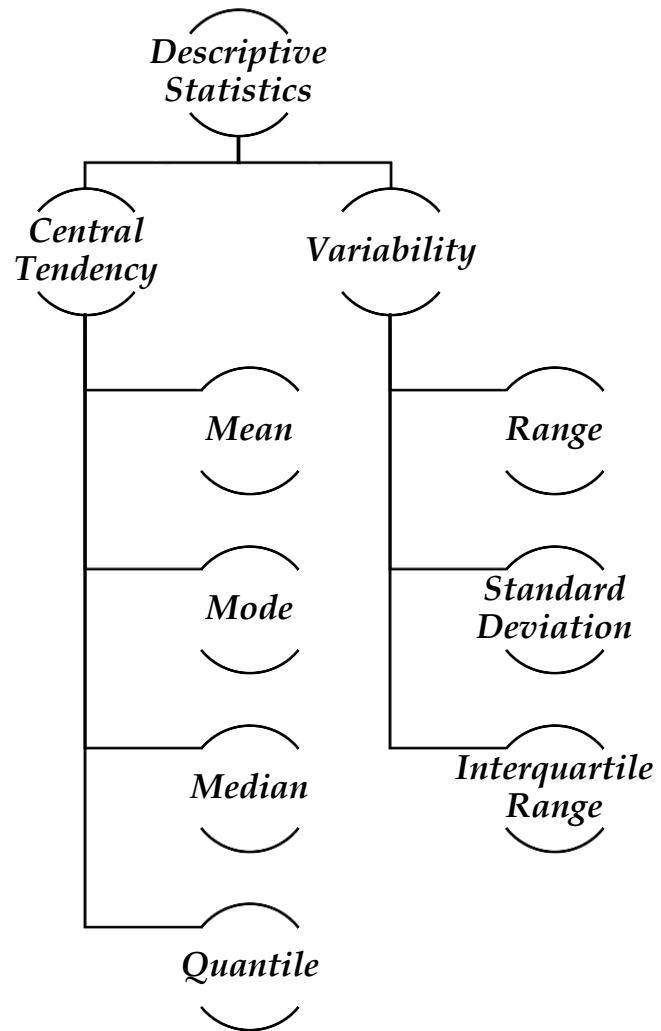 Descriptive
Statistics
Central
Tendency
Variability
Mean
Range
Mode
Standard
Deviation
Median
Interquartile
Range
Quantile